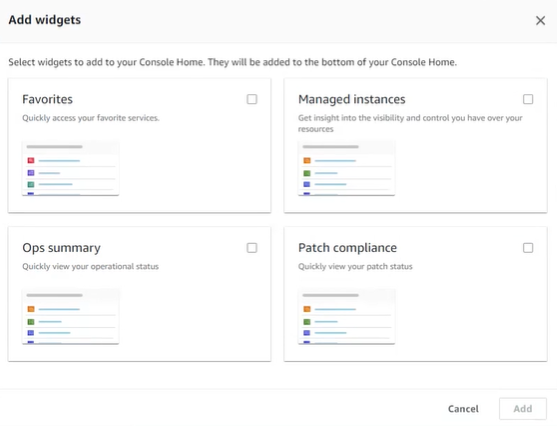 Add widgets
Select widgets to add to your Console Home. They will be added to the bottom of your Console Home.
Favorites
Quickly access your favorite services.
Managed instances
Get insight into the visibility and control you have over your
resources
Ops summary
Quickly view your operational status
Patch compliance
Quickly view your patch status
Cancel
Add